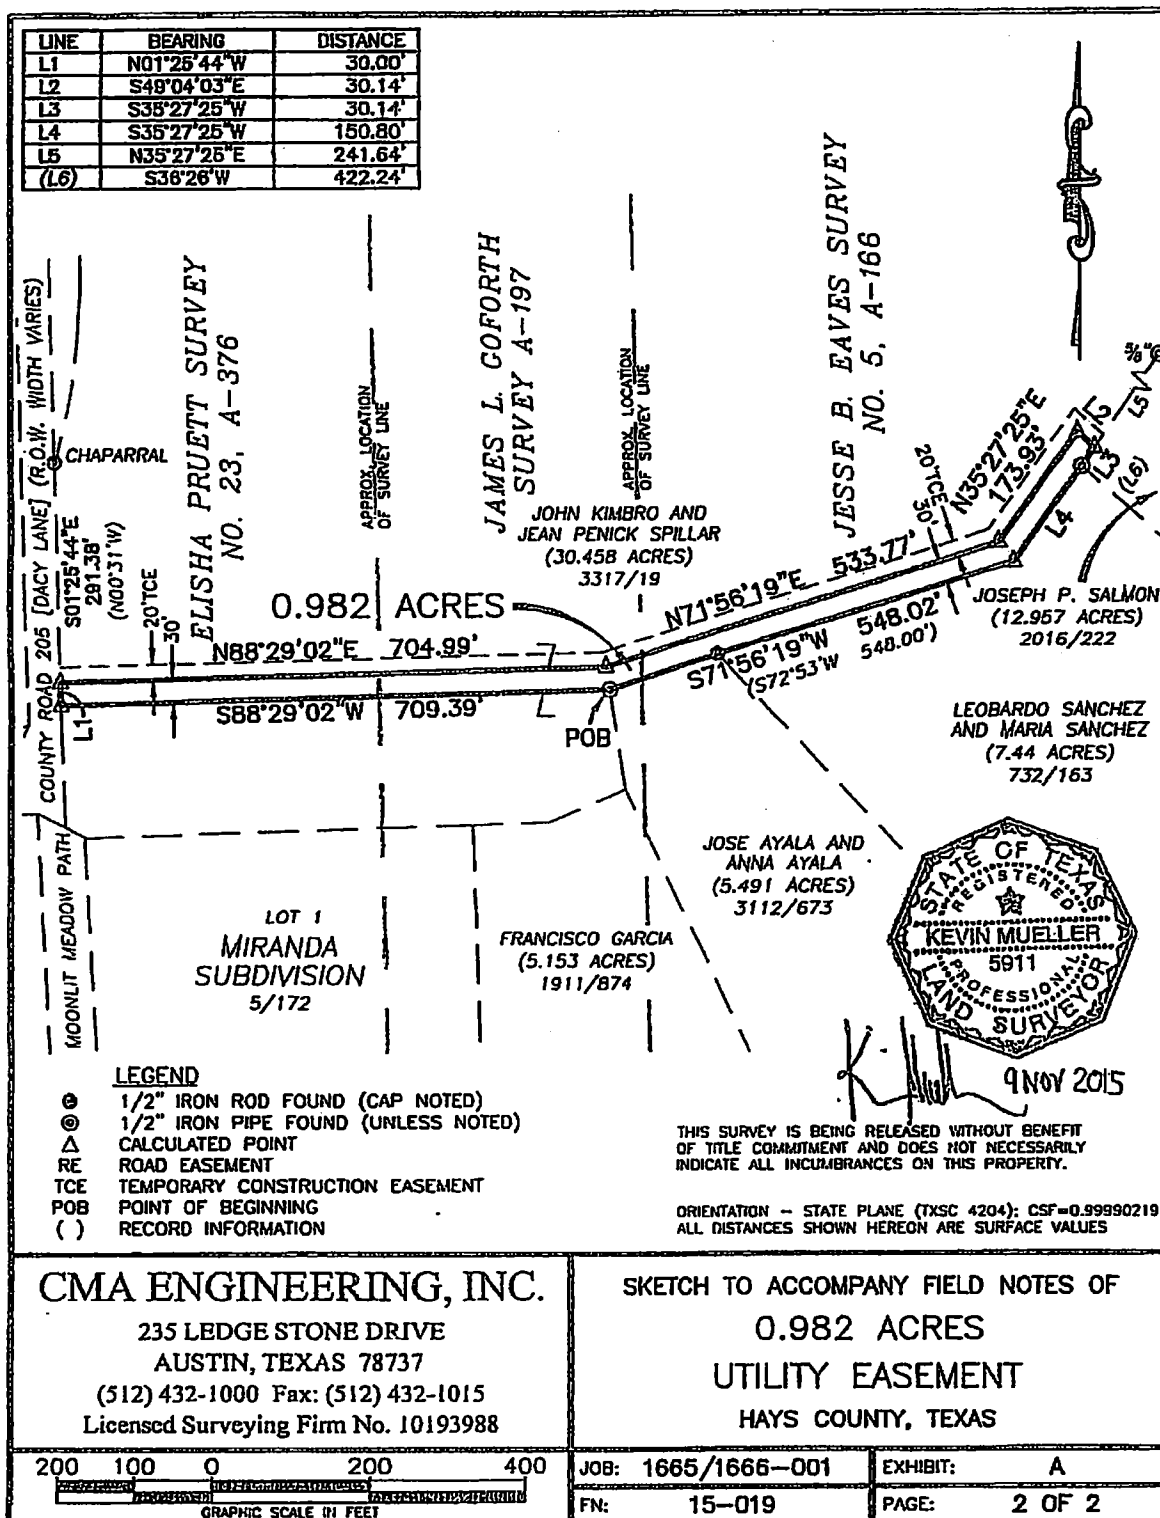 LINE BEARING DISTANCE
L1 N01°25'44"W 30.00'
L2 S49°04'03"E 30.14'
L3 S35°27'25"W 30.14'
L4 S35°27'25"W 150.80'
L5 N35°27'25"E 241.64'
(L6) S36°26'W 422.24'
COUNTY ROAD 205 [DACY LANE] (R.O.W. WIDTH VARIES)
CHAPARRAL
S01°25'44"E
291.38'
(N00°31'W)
ELISHA PRUETT SURVEY
NO. 23, A-376
APPROX. LOCATION
OF SURVEY LINE
JAMES L. GOFORTH
SURVEY A-197
APPROX. LOCATION
OF SURVEY LINE
JESSE B. EAVES SURVEY
NO. 5, A-166
5/8"
L5
L2
L3
(L6)
L4
N35°27'25"E
173.93'
20'TCE
30'
JOHN KIMBRO AND
JEAN PENICK SPILLAR
(30.458 ACRES)
3317/19
N71°56'19"E 533.77'
S71°56'19"W 548.02'
(S72°53'W 548.00')
JOSEPH P. SALMON
(12.957 ACRES)
2016/222
0.982 ACRES
20'TCE
30'
N88°29'02"E 704.99'
S88°29'02"W 709.39'
L1
POB
LEOBARDO SANCHEZ
AND MARIA SANCHEZ
(7.44 ACRES)
732/163
MOONLIT MEADOW PATH
LOT 1
MIRANDA
SUBDIVISION
5/172
FRANCISCO GARCIA
(5.153 ACRES)
1911/874
JOSE AYALA AND
ANNA AYALA
(5.491 ACRES)
3112/673
STATE OF TEXAS
REGISTERED
KEVIN MUELLER
5911
PROFESSIONAL
LAND SURVEYOR
9 NOV 2015
LEGEND
1/2" IRON ROD FOUND (CAP NOTED)
1/2" IRON PIPE FOUND (UNLESS NOTED)
△ CALCULATED POINT
RE ROAD EASEMENT
TCE TEMPORARY CONSTRUCTION EASEMENT
POB POINT OF BEGINNING
( ) RECORD INFORMATION
THIS SURVEY IS BEING RELEASED WITHOUT BENEFIT
OF TITLE COMMITMENT AND DOES NOT NECESSARILY
INDICATE ALL INCUMBRANCES ON THIS PROPERTY.
ORIENTATION - STATE PLANE (TXSC 4204); CSF=0.99990219
ALL DISTANCES SHOWN HEREON ARE SURFACE VALUES
CMA ENGINEERING, INC.
235 LEDGE STONE DRIVE
AUSTIN, TEXAS 78737
(512) 432-1000 Fax: (512) 432-1015
Licensed Surveying Firm No. 10193988
SKETCH TO ACCOMPANY FIELD NOTES OF
0.982 ACRES
UTILITY EASEMENT
HAYS COUNTY, TEXAS
200 100 0 200 400
GRAPHIC SCALE IN FEET
JOB: 1665/1666-001 EXHIBIT: A
FN: 15-019 PAGE: 2 OF 2